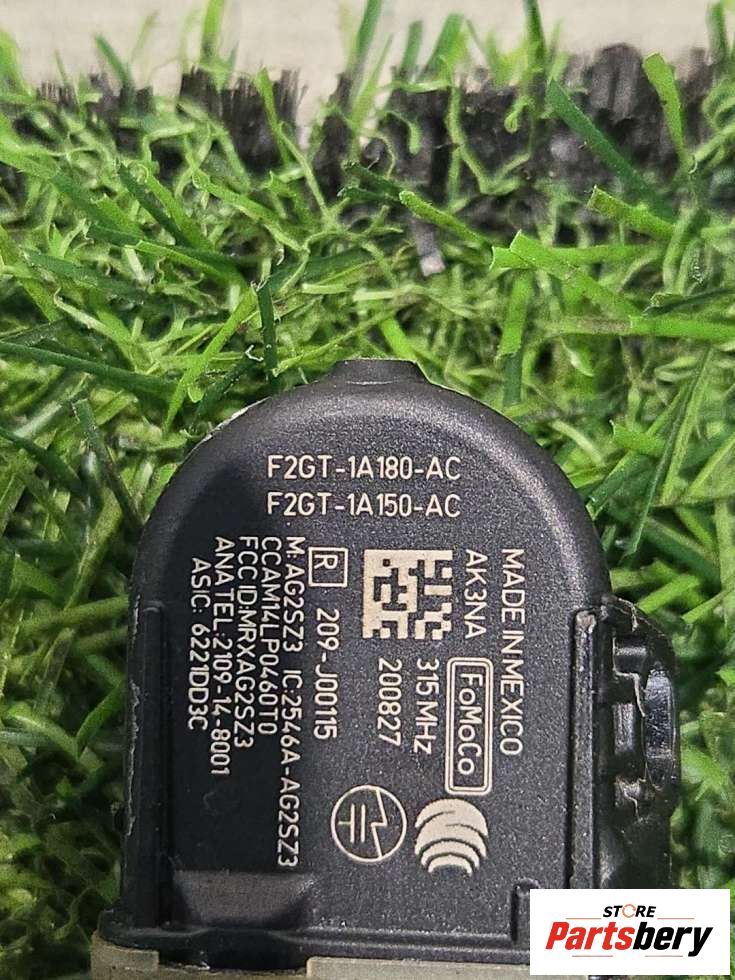 F2GT-1A180-AC
F2GT-1A150-AC
MADE IN MEXICO
AK3NA
FoMoCo
315MHz
200827
R 209-J00115
M:AG2SZ3 IC:2546A-AG2SZ3
CCAM14LP0460T0
FCC ID:MRXAG2SZ3
ANATEL:2109-14-8001
ASIC: 6221DD3C
STORE
Partsbery